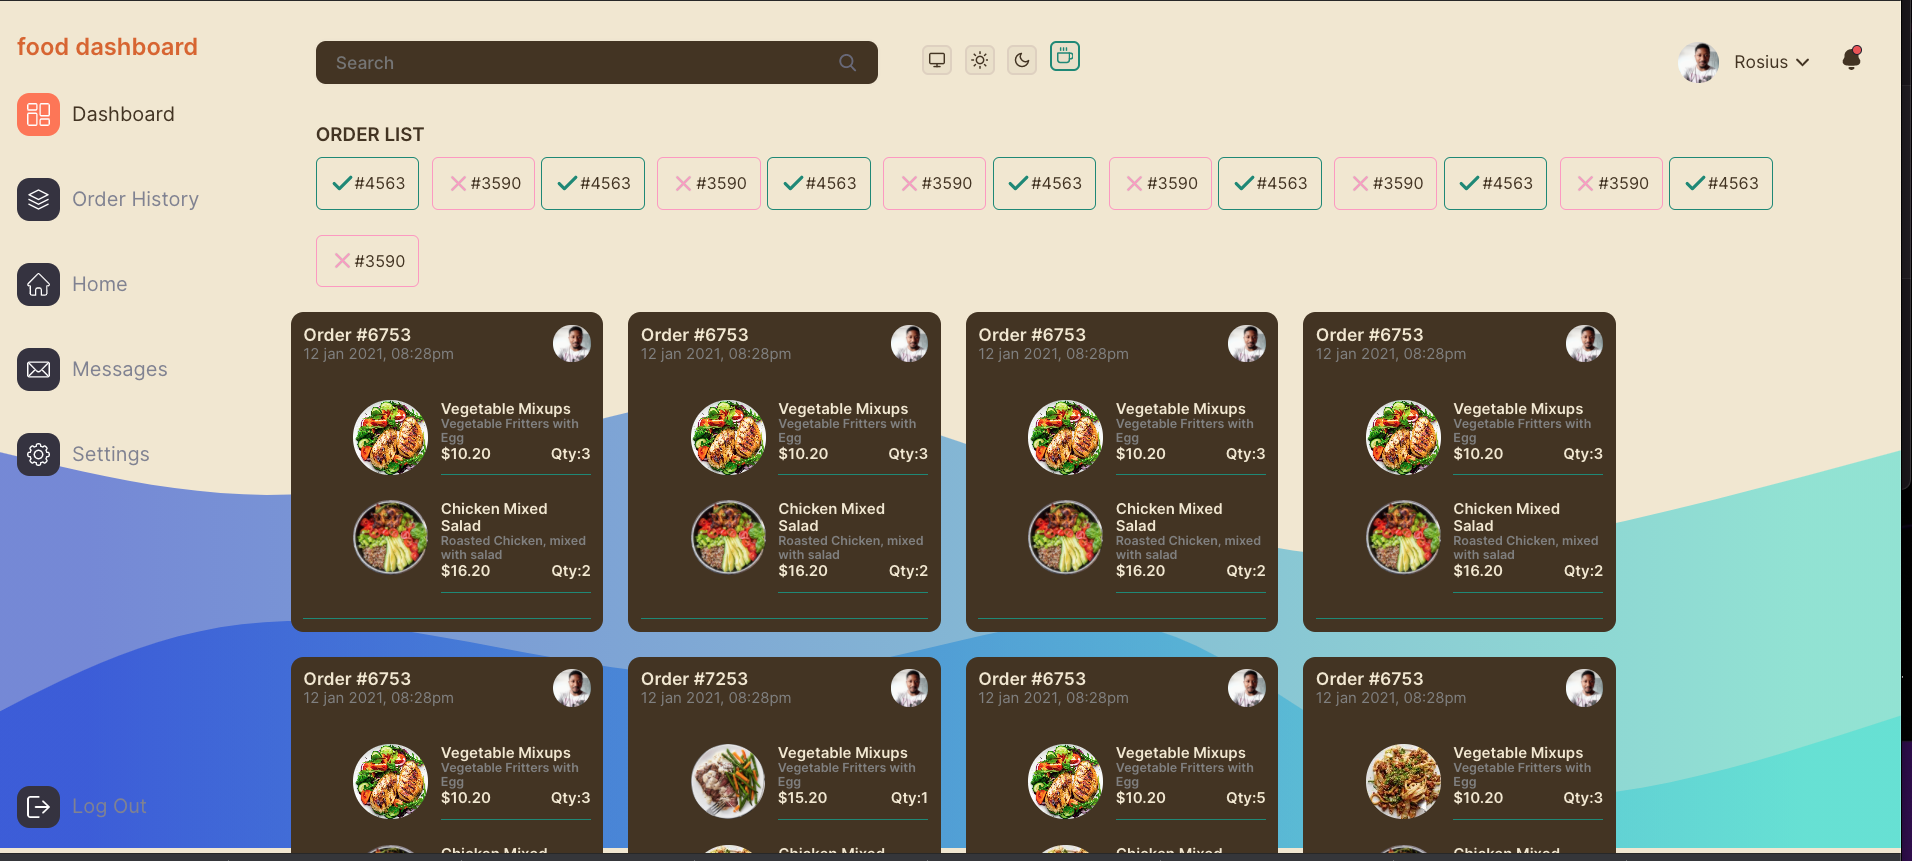 food dashboard
Search
Rosius
Dashboard
Order History
Home
Messages
Settings
Log Out
ORDER LIST
#4563 #3590 #4563 #3590 #4563 #3590 #4563 #3590 #4563 #3590 #4563 #3590 #4563
#3590
Order #6753
12 jan 2021, 08:28pm
Vegetable Mixups
Vegetable Fritters with
Egg
$10.20 Qty:3
Chicken Mixed
Salad
Roasted Chicken, mixed
with salad
$16.20 Qty:2
Order #6753
12 jan 2021, 08:28pm
Vegetable Mixups
Vegetable Fritters with
Egg
$10.20 Qty:3
Chicken Mixed
Salad
Roasted Chicken, mixed
with salad
$16.20 Qty:2
Order #6753
12 jan 2021, 08:28pm
Vegetable Mixups
Vegetable Fritters with
Egg
$10.20 Qty:3
Chicken Mixed
Salad
Roasted Chicken, mixed
with salad
$16.20 Qty:2
Order #6753
12 jan 2021, 08:28pm
Vegetable Mixups
Vegetable Fritters with
Egg
$10.20 Qty:3
Chicken Mixed
Salad
Roasted Chicken, mixed
with salad
$16.20 Qty:2
Order #6753
12 jan 2021, 08:28pm
Vegetable Mixups
Vegetable Fritters with
Egg
$10.20 Qty:3
Chicken Mixed
Order #7253
12 jan 2021, 08:28pm
Vegetable Mixups
Vegetable Fritters with
Egg
$15.20 Qty:1
Chicken Mixed
Order #6753
12 jan 2021, 08:28pm
Vegetable Mixups
Vegetable Fritters with
Egg
$10.20 Qty:5
Chicken Mixed
Order #6753
12 jan 2021, 08:28pm
Vegetable Mixups
Vegetable Fritters with
Egg
$10.20 Qty:3
Chicken Mixed